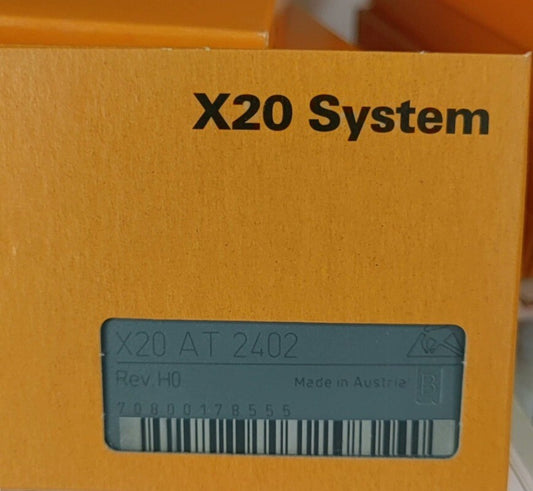 X20 System
X20 AT 2402
Rev H0
Made in Austria
70800178555